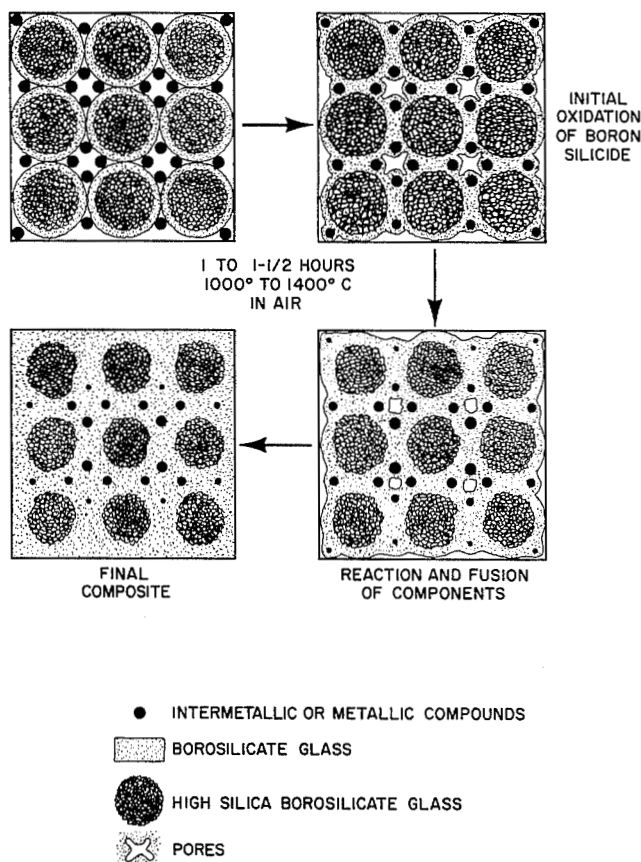 INITIAL
OXIDATION
OF BORON
SILICIDE
1 TO 1-1/2 HOURS
1000° TO 1400° C
IN AIR
FINAL
COMPOSITE
REACTION AND FUSION
OF COMPONENTS
INTERMETALLIC OR METALLIC COMPOUNDS
BOROSILICATE GLASS
HIGH SILICA BOROSILICATE GLASS
PORES